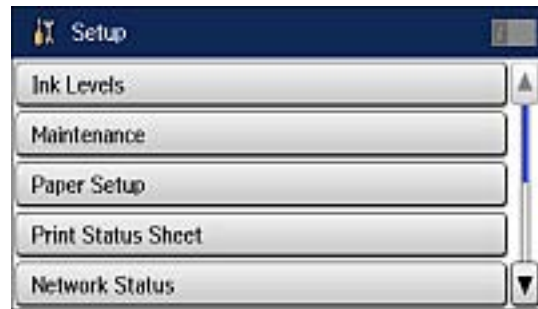 Setup
Ink Levels
Maintenance
Paper Setup
Print Status Sheet
Network Status